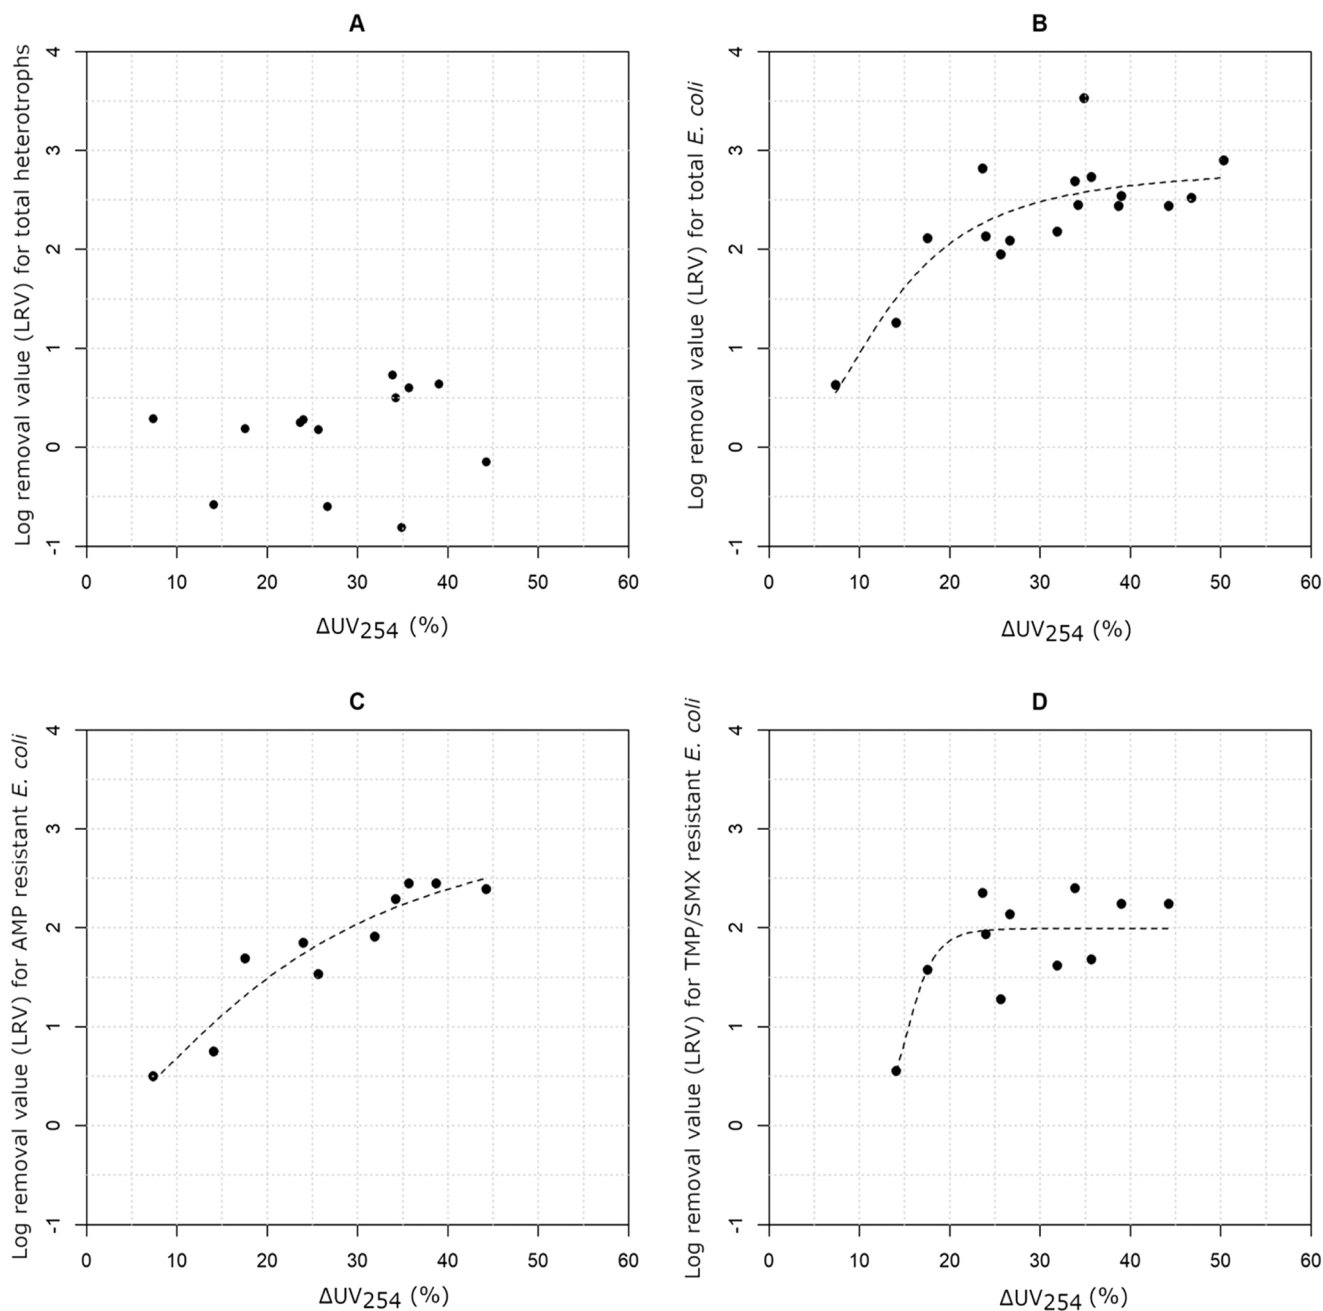 A
Log removal value (LRV) for total heterotrophs
4
3
2
1
0
-1
0 10 20 30 40 50 60
ΔUV254 (%)
B
Log removal value (LRV) for total E. coli
4
3
2
1
0
-1
0 10 20 30 40 50 60
ΔUV254 (%)
C
Log removal value (LRV) for AMP resistant E. coli
4
3
2
1
0
-1
0 10 20 30 40 50 60
ΔUV254 (%)
D
Log removal value (LRV) for TMP/SMX resistant E. coli
4
3
2
1
0
-1
0 10 20 30 40 50 60
ΔUV254 (%)